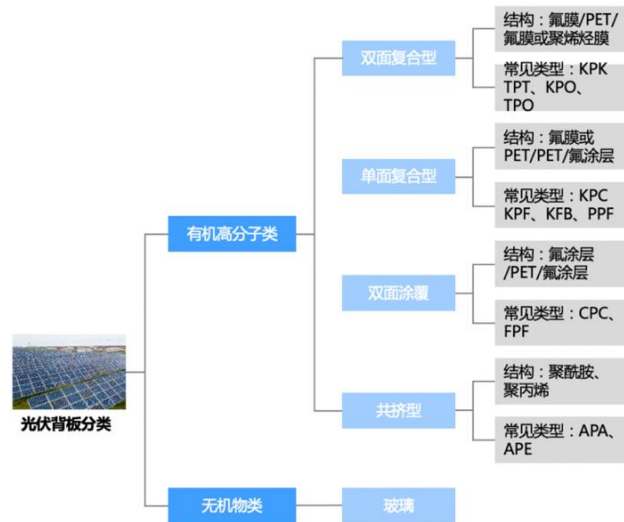 双面复合型
结构：氟膜/PET/
氟膜或聚烯烃膜
常见类型：KPK
TPT、KPO、
TPO
单面复合型
结构：氟膜或
PET/PET/氟涂层
常见类型：KPC
KPF、KFB、PPF
有机高分子类
双面涂覆
结构：氟涂层
/PET/氟涂层
常见类型：CPC、
FPF
光伏背板分类
共挤型
结构：聚酰胺、
聚丙烯
常见类型：APA、
APE
无机物类
玻璃